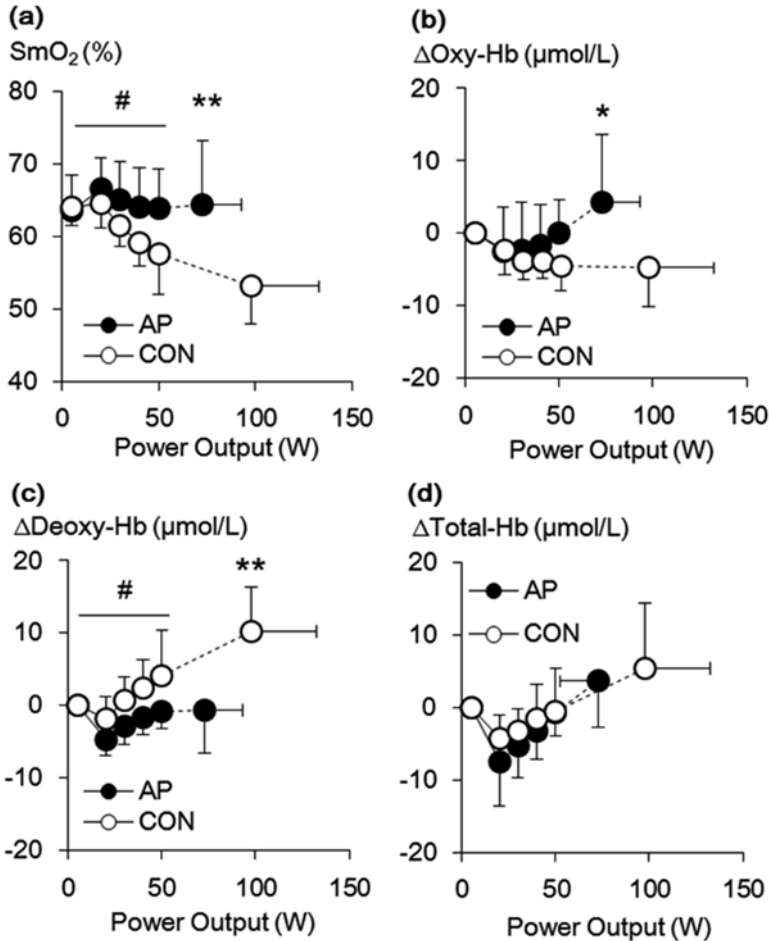 (a)
SmO₂ (%)
80
70
60
50
40
#
**
AP
CON
0 50 100 150
Power Output (W)
(b)
ΔOxy-Hb (µmol/L)
20
10
0
-10
-20
*
AP
CON
0 50 100 150
Power Output (W)
(c)
ΔDeoxy-Hb (µmol/L)
20
10
0
-10
-20
#
**
AP
CON
0 50 100 150
Power Output (W)
(d)
ΔTotal-Hb (µmol/L)
20
10
0
-10
-20
AP
CON
0 50 100 150
Power Output (W)